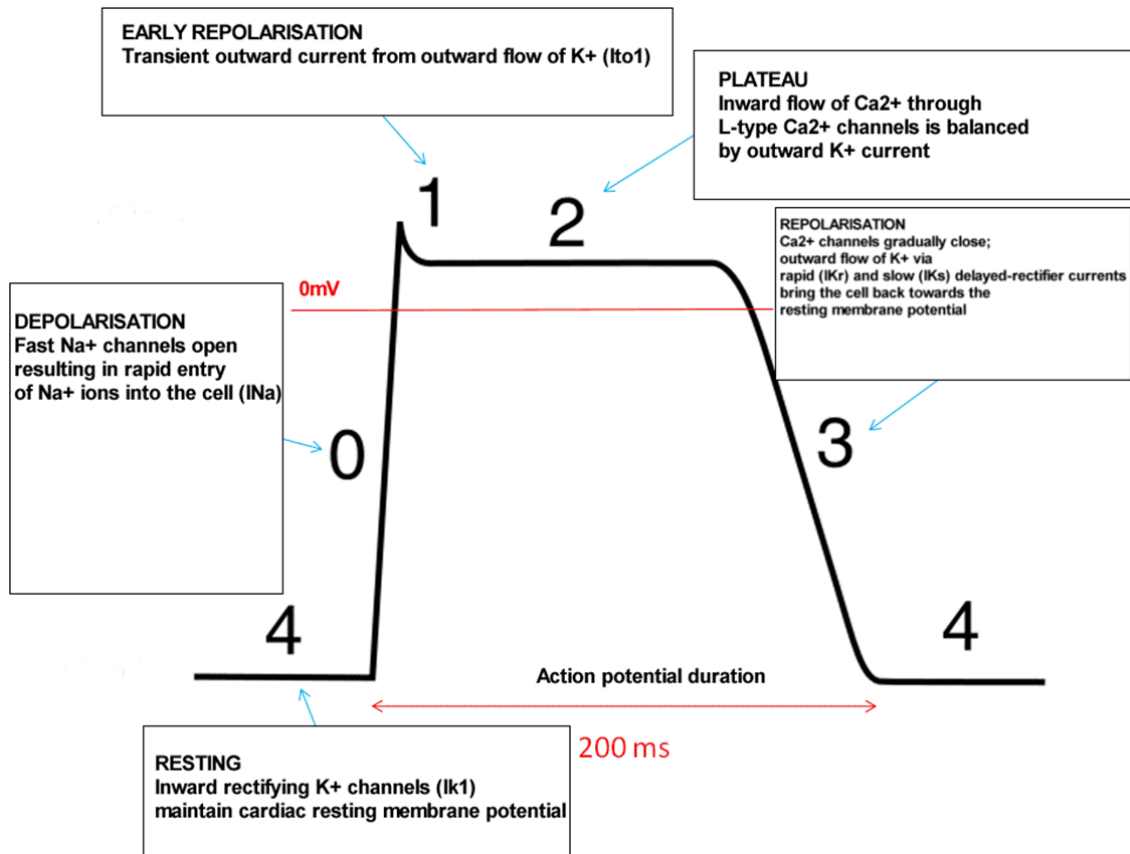 EARLY REPOLARISATION
Transient outward current from outward flow of K+ (Ito1)
PLATEAU
Inward flow of Ca2+ through
L-type Ca2+ channels is balanced
by outward K+ current
1
2
REPOLARISATION
Ca2+ channels gradually close;
outward flow of K+ via
rapid (IKr) and slow (IKs) delayed-rectifier currents
bring the cell back towards the
resting membrane potential
0mV
DEPOLARISATION
Fast Na+ channels open
resulting in rapid entry
of Na+ ions into the cell (INa)
0
3
4
4
Action potential duration
200 ms
RESTING
Inward rectifying K+ channels (Ik1)
maintain cardiac resting membrane potential